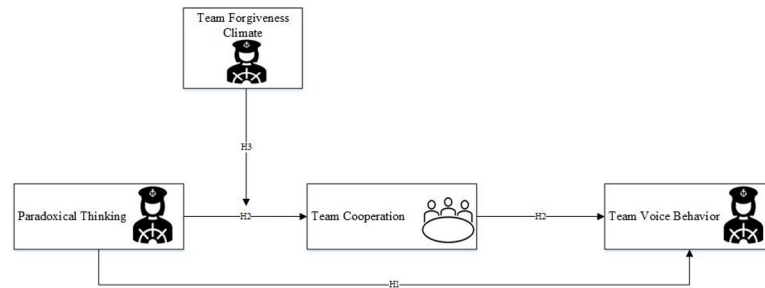 Team Forgiveness
Climate
H3
Paradoxical Thinking
H2
Team Cooperation
H2
Team Voice Behavior
H1